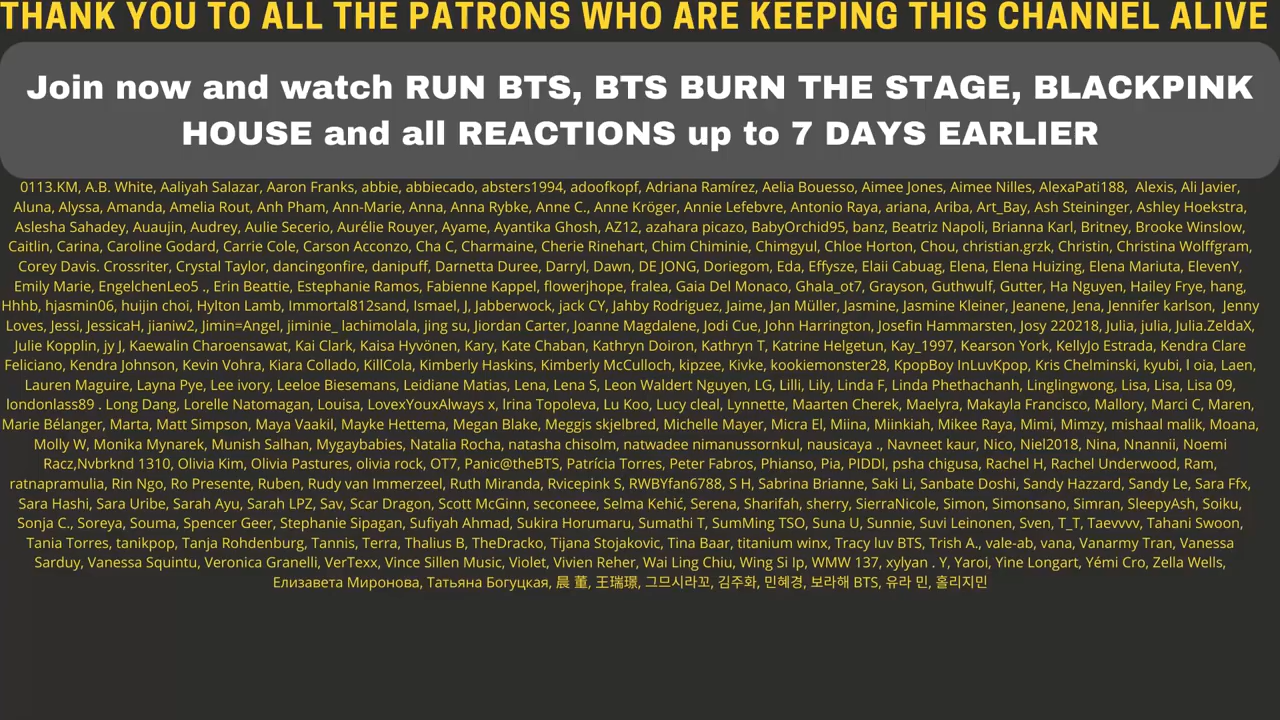 THANK YOU TO ALL THE PATRONS WHO ARE KEEPING THIS CHANNEL ALIVE
Join now and watch RUN BTS, BTS BURN THE STAGE, BLACKPINK
HOUSE and all REACTIONS up to 7 DAYS EARLIER
0113.KM, A.B. White, Aaliyah Salazar, Aaron Franks, abbie, abbiecado, absters1994, adoofkopf, Adriana Ramírez, Aelia Bouesso, Aimee Jones, Aimee Nilles, AlexaPati188, Alexis, Ali Javier,
Aluna, Alyssa, Amanda, Amelia Rout, Anh Pham, Ann-Marie, Anna, Anna Rybke, Anne C., Anne Kröger, Annie Lefebvre, Antonio Raya, ariana, Ariba, Art_Bay, Ash Steininger, Ashley Hoekstra,
Aslesha Sahadey, Auaujin, Audrey, Aulie Secerio, Aurélie Rouyer, Ayame, Ayantika Ghosh, AZ12, azahara picazo, BabyOrchid95, banz, Beatriz Napoli, Brianna Karl, Britney, Brooke Winslow,
Caitlin, Carina, Caroline Godard, Carrie Cole, Carson Acconzo, Cha C, Charmaine, Cherie Rinehart, Chim Chiminie, Chimgyul, Chloe Horton, Chou, christian.grzk, Christin, Christina Wolffgram,
Corey Davis. Crossriter, Crystal Taylor, dancingonfire, danipuff, Darnetta Duree, Darryl, Dawn, DE JONG, Doriegom, Eda, Effysze, Elaii Cabuag, Elena, Elena Huizing, Elena Mariuta, ElevenY,
Emily Marie, EngelchenLeo5 ., Erin Beattie, Estephanie Ramos, Fabienne Kappel, flowerjhope, fralea, Gaia Del Monaco, Ghala_ot7, Grayson, Guthwulf, Gutter, Ha Nguyen, Hailey Frye, hang,
Hhhb, hjasmin06, huijin choi, Hylton Lamb, Immortal812sand, Ismael, J, Jabberwock, jack CY, Jahby Rodriguez, Jaime, Jan Müller, Jasmine, Jasmine Kleiner, Jeanene, Jena, Jennifer karlson, Jenny
Loves, Jessi, JessicaH, jianiw2, Jimin=Angel, jiminie_ lachimolala, jing su, Jiordan Carter, Joanne Magdalene, Jodi Cue, John Harrington, Josefin Hammarsten, Josy 220218, Julia, julia, Julia.ZeldaX,
Julie Kopplin, jy J, Kaewalin Charoensawat, Kai Clark, Kaisa Hyvönen, Kary, Kate Chaban, Kathryn Doiron, Kathryn T, Katrine Helgetun, Kay_1997, Kearson York, KellyJo Estrada, Kendra Clare
Feliciano, Kendra Johnson, Kevin Vohra, Kiara Collado, KillCola, Kimberly Haskins, Kimberly McCulloch, kipzee, Kivke, kookiemonster28, KpopBoy InLuvKpop, Kris Chelminski, kyubi, l oia, Laen,
Lauren Maguire, Layna Pye, Lee ivory, Leeloe Biesemans, Leidiane Matias, Lena, Lena S, Leon Waldert Nguyen, LG, Lilli, Lily, Linda F, Linda Phethachanh, Linglingwong, Lisa, Lisa, Lisa 09,
londonlass89 . Long Dang, Lorelle Natomagan, Louisa, LovexYouxAlways x, lrina Topoleva, Lu Koo, Lucy cleal, Lynnette, Maarten Cherek, Maelyra, Makayla Francisco, Mallory, Marci C, Maren,
Marie Bélanger, Marta, Matt Simpson, Maya Vaakil, Mayke Hettema, Megan Blake, Meggis skjelbred, Michelle Mayer, Micra El, Miina, Miinkiah, Mikee Raya, Mimi, Mimzy, mishaal malik, Moana,
Molly W, Monika Mynarek, Munish Salhan, Mygaybabies, Natalia Rocha, natasha chisolm, natwadee nimanussornkul, nausicaya ., Navneet kaur, Nico, Niel2018, Nina, Nnannii, Noemi
Racz,Nvbrknd 1310, Olivia Kim, Olivia Pastures, olivia rock, OT7, Panic@theBTS, Patrícia Torres, Peter Fabros, Phianso, Pia, PIDDI, psha chigusa, Rachel H, Rachel Underwood, Ram,
ratnapramulia, Rin Ngo, Ro Presente, Ruben, Rudy van Immerzeel, Ruth Miranda, Rvicepink S, RWBYfan6788, S H, Sabrina Brianne, Saki Li, Sanbate Doshi, Sandy Hazzard, Sandy Le, Sara Ffx,
Sara Hashi, Sara Uribe, Sarah Ayu, Sarah LPZ, Sav, Scar Dragon, Scott McGinn, seconeee, Selma Kehić, Serena, Sharifah, sherry, SierraNicole, Simon, Simonsano, Simran, SleepyAsh, Soiku,
Sonja C., Soreya, Souma, Spencer Geer, Stephanie Sipagan, Sufiyah Ahmad, Sukira Horumaru, Sumathi T, SumMing TSO, Suna U, Sunnie, Suvi Leinonen, Sven, T_T, Taevvvv, Tahani Swoon,
Tania Torres, tanikpop, Tanja Rohdenburg, Tannis, Terra, Thalius B, TheDracko, Tijana Stojakovic, Tina Baar, titanium winx, Tracy luv BTS, Trish A., vale-ab, vana, Vanarmy Tran, Vanessa
Sarduy, Vanessa Squintu, Veronica Granelli, VerTexx, Vince Sillen Music, Violet, Vivien Reher, Wai Ling Chiu, Wing Si Ip, WMW 137, xylyan . Y, Yaroi, Yine Longart, Yémi Cro, Zella Wells,
Елизавета Миронова, Татьяна Богуцкая, 晨 董, 王瑞璟, 그므시라꼬, 김주화, 민혜경, 보라해 BTS, 유라 민, 홀리지민